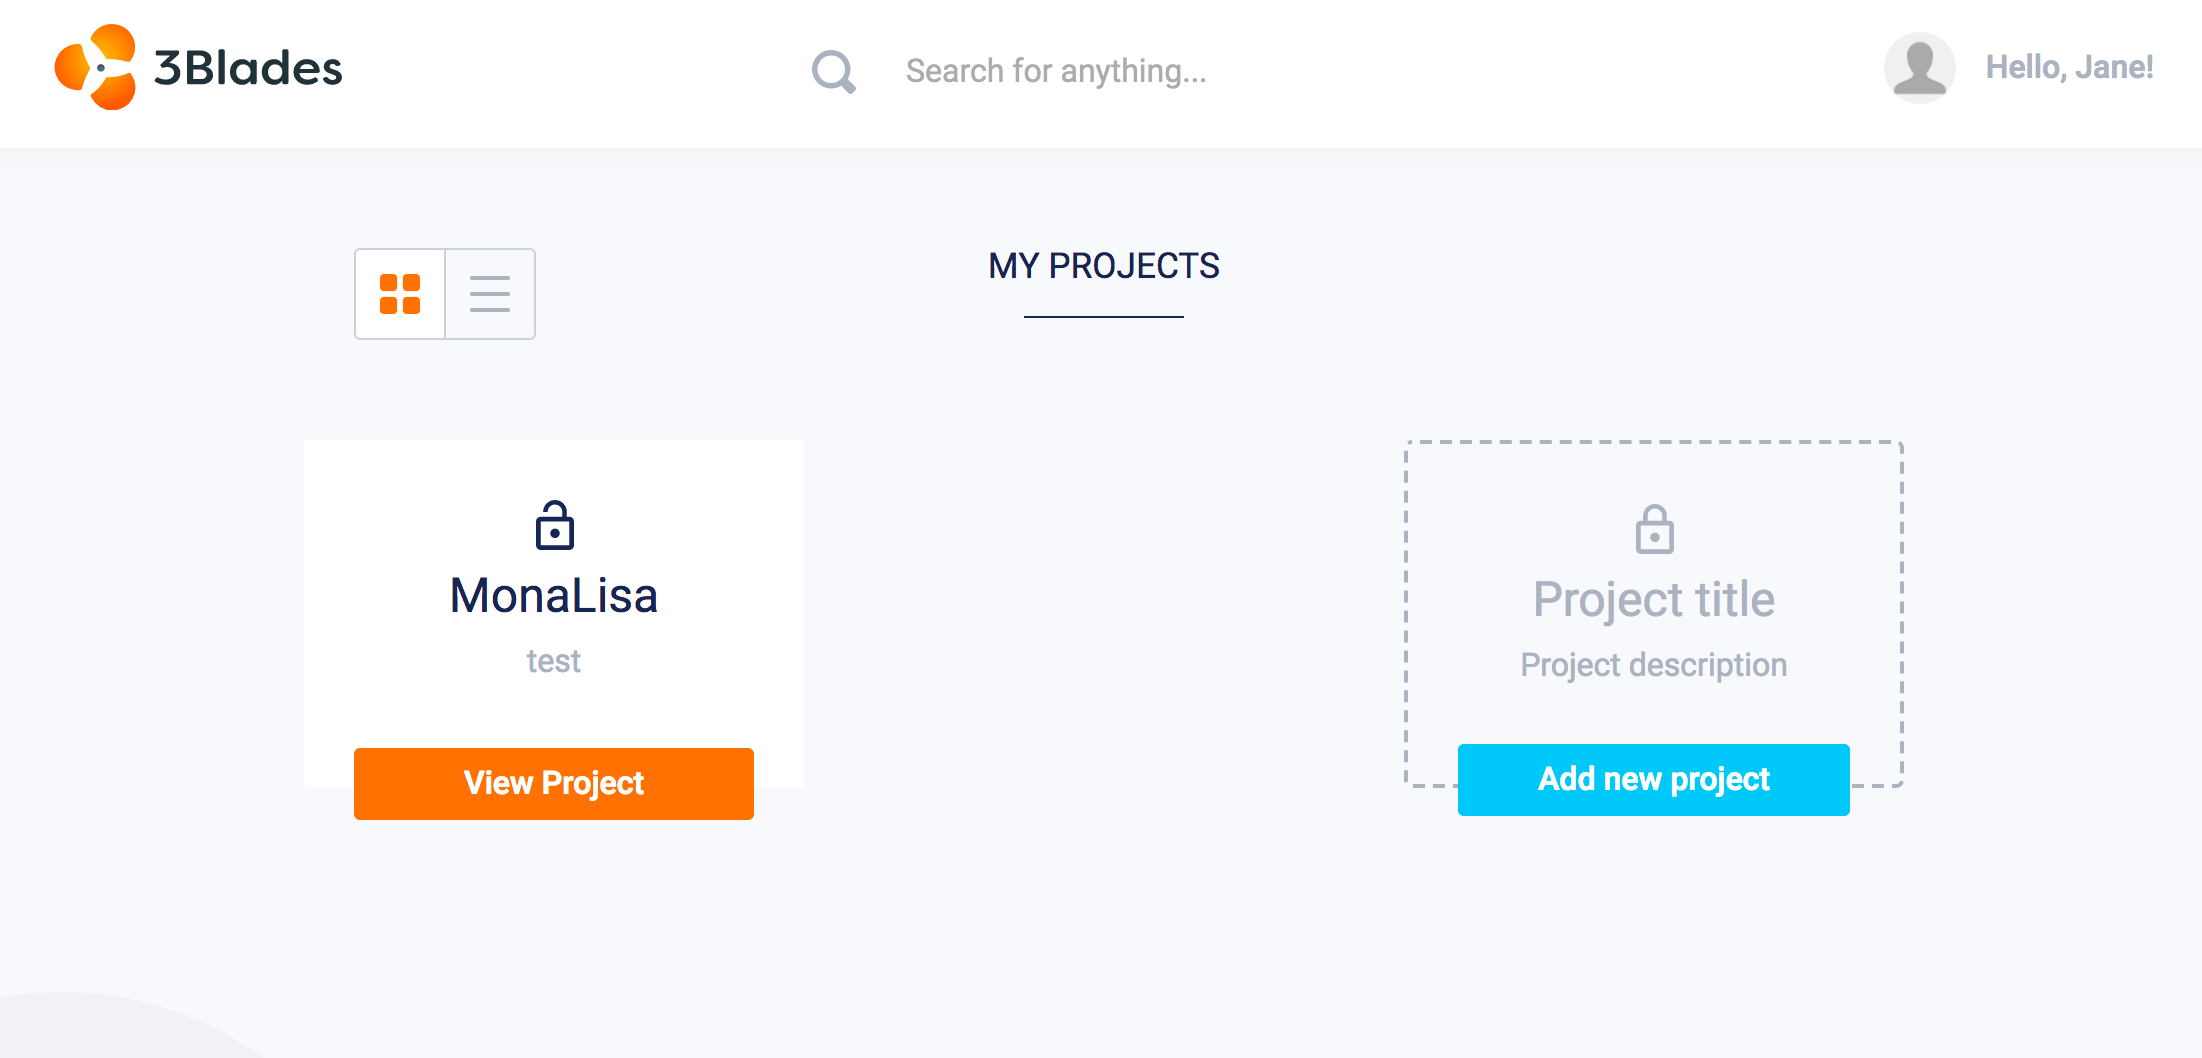 3Blades
Search for anything...
Hello, Jane!
MY PROJECTS
MonaLisa
test
View Project
Project title
Project description
Add new project